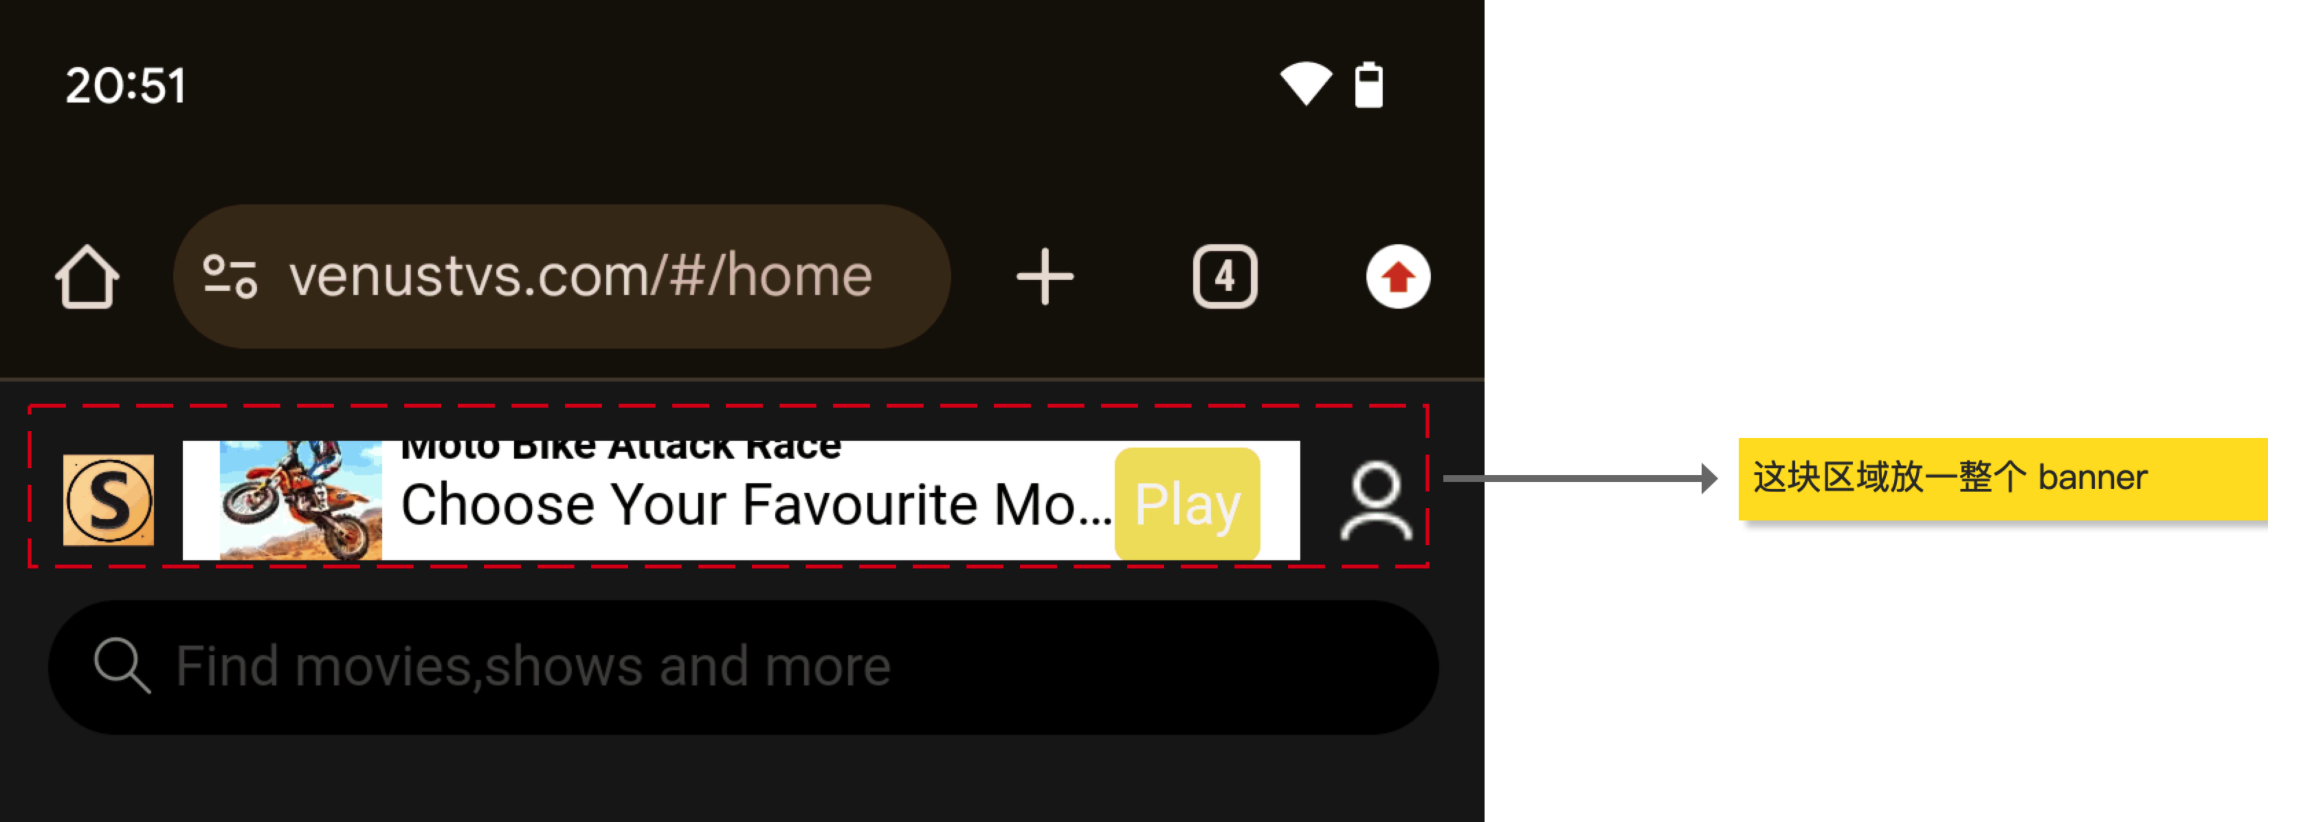 20:51
venustvs.com/#/home
4
S
Moto Bike Attack Race
Choose Your Favourite Mo...
Play
这块区域放一整个 banner
Find movies,shows and more